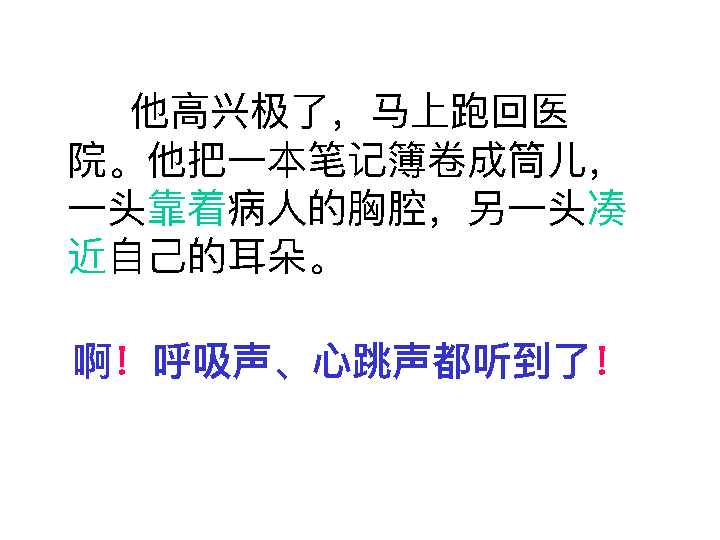 他高兴极了，马上跑回医
院。他把一本笔记簿卷成筒儿，
一头靠着病人的胸腔，另一头凑
近自己的耳朵。
啊！呼吸声、心跳声都听到了！